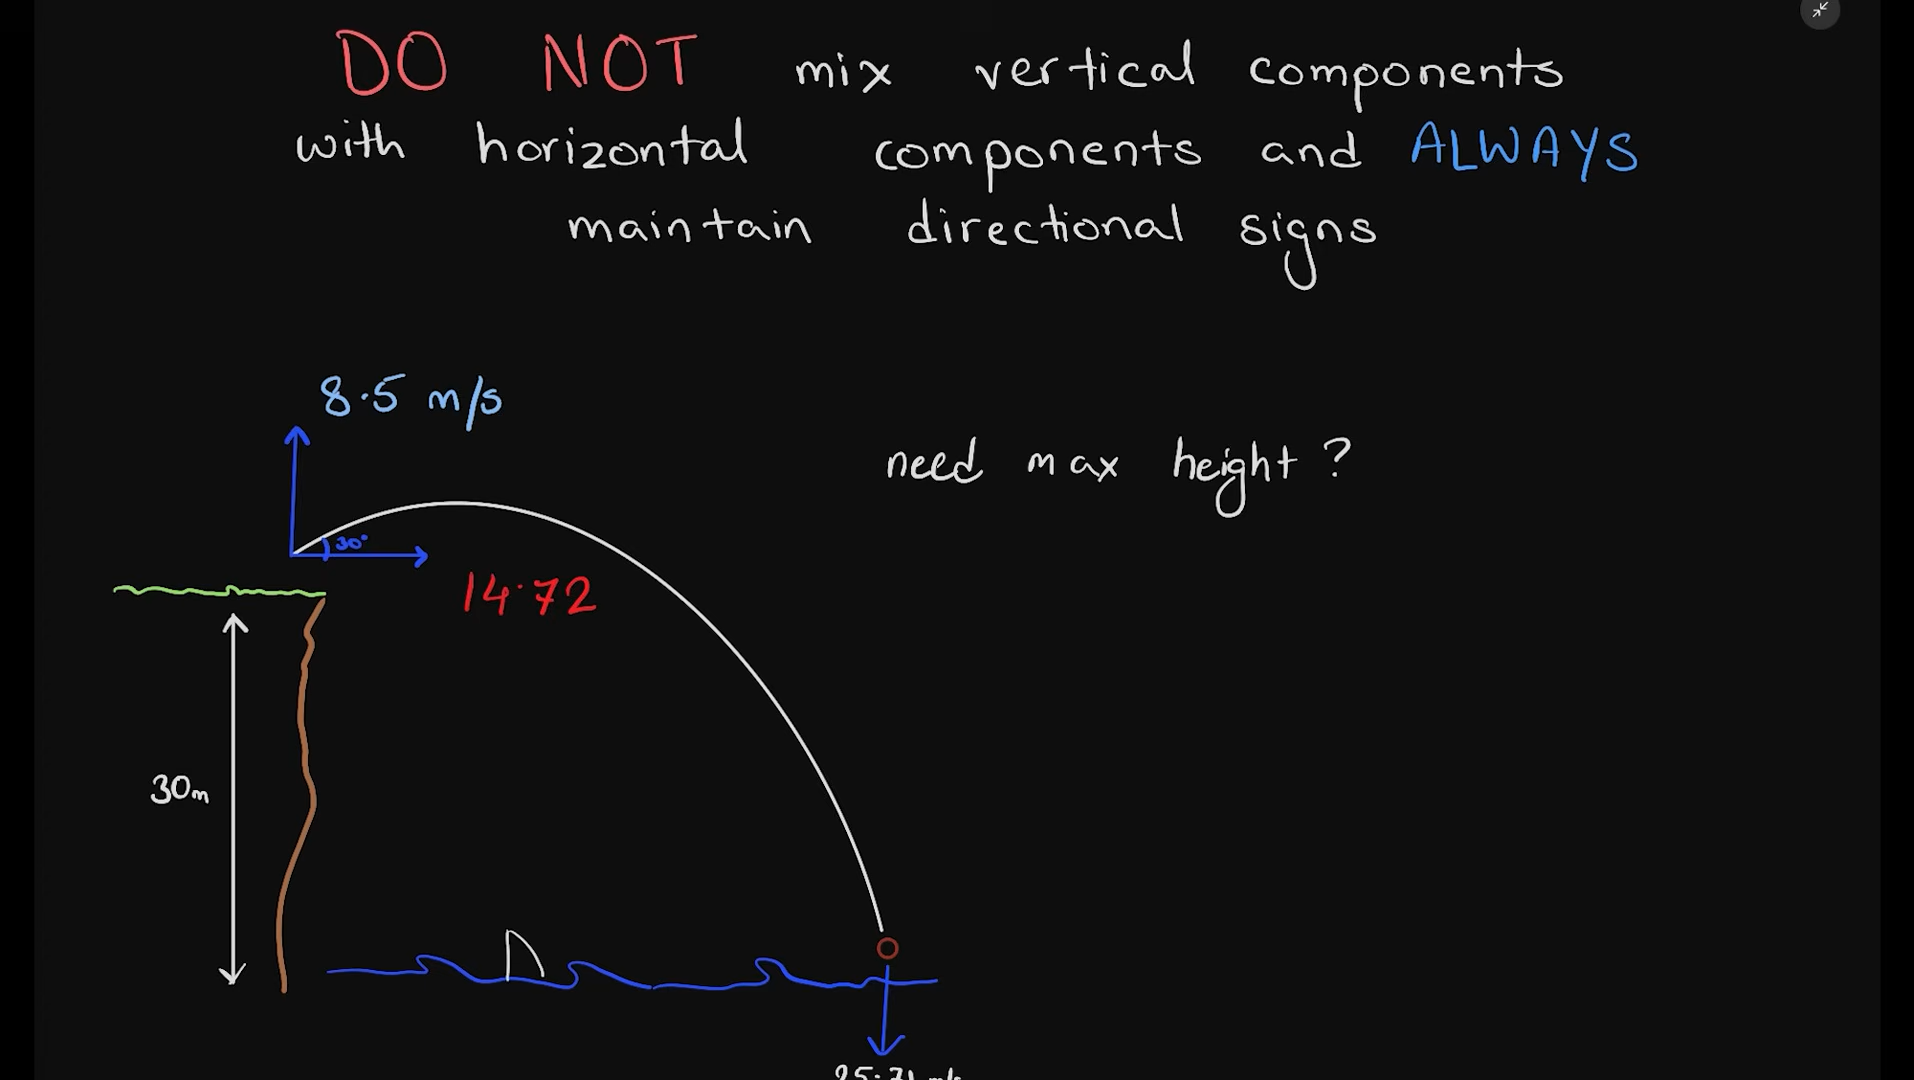 DO NOT mix vertical components
with horizontal components and ALWAYS
maintain directional signs
8.5 m/s
need max height?
30°
14.72
30m